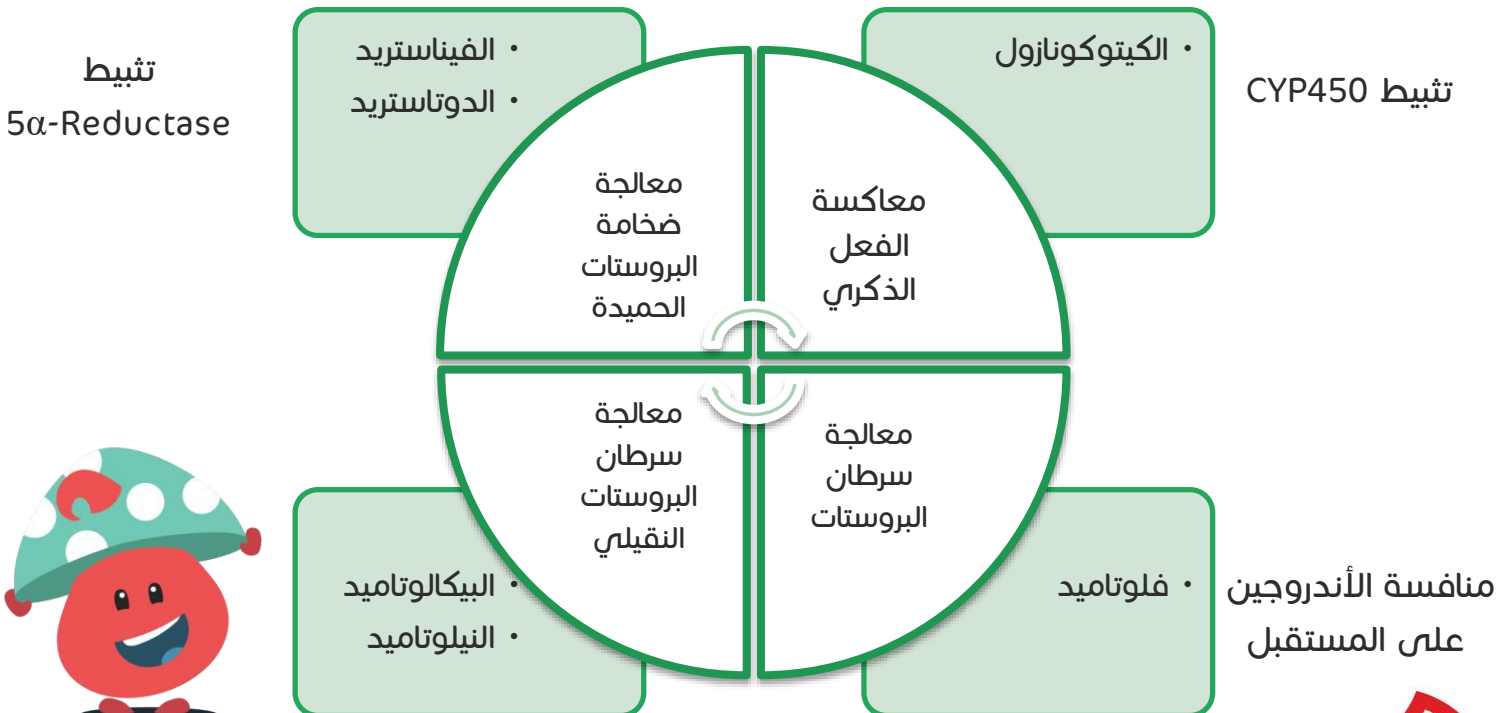 تثبيط CYP450
• الكيتوكونازول
معاكسة
الفعل
الذكري
• الفيناستريد
• الدوتاستريد
تثبيط
5α-Reductase
معالجة
ضخامة
البروستات
الحميدة
منافسة الأندروجين
على المستقبل
• فلوتاميد
معالجة
سرطان
البروستات
• البيكالوتاميد
• النيلوتاميد
معالجة
سرطان
البروستات
النقيلي